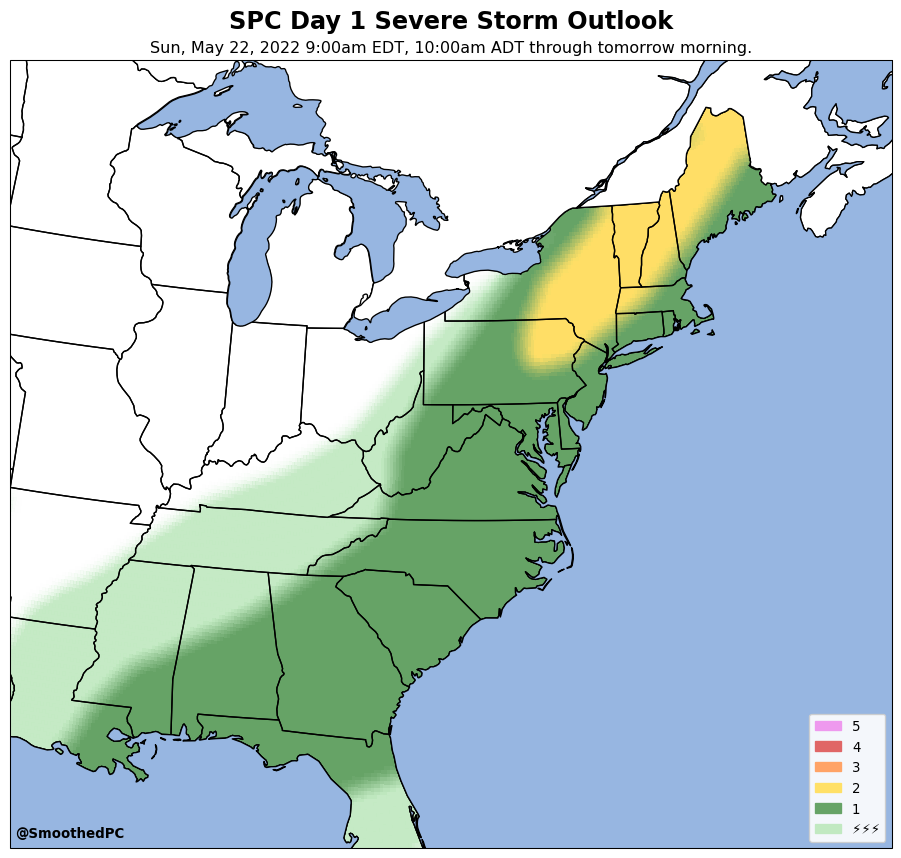 SPC Day 1 Severe Storm Outlook
Sun, May 22, 2022 9:00am EDT, 10:00am ADT through tomorrow morning.
5
4
3
2
1
⚡⚡⚡
@SmoothedPC